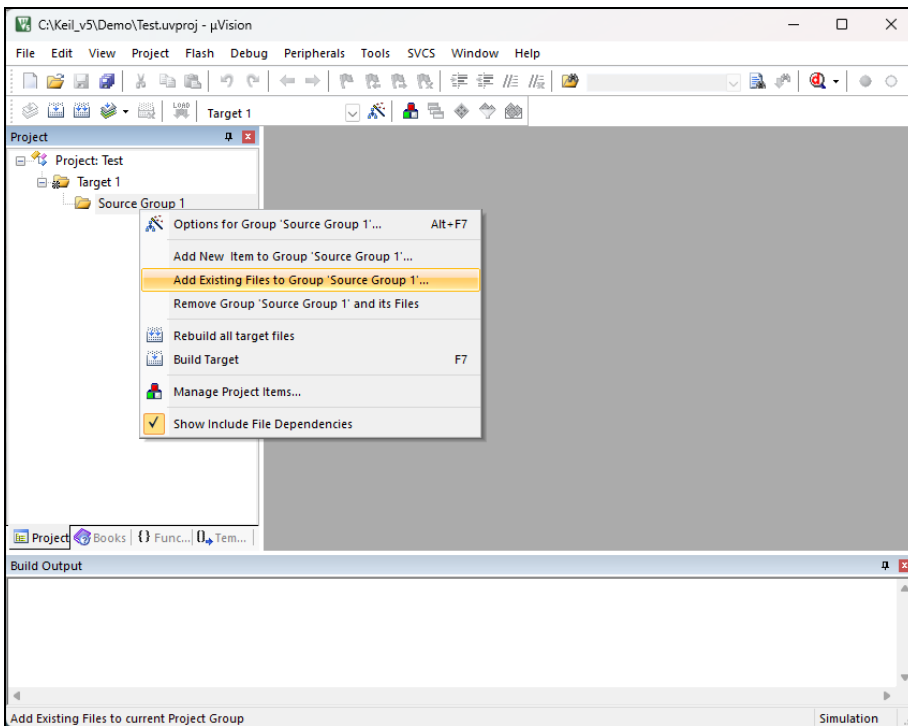 C:\Keil_v5\Demo\Test.uvproj - µVision
File Edit View Project Flash Debug Peripherals Tools SVCS Window Help
LOAD Target 1
Project
Project: Test
Target 1
Source Group 1
Options for Group 'Source Group 1'... Alt+F7
Add New Item to Group 'Source Group 1'...
Add Existing Files to Group 'Source Group 1'...
Remove Group 'Source Group 1' and its Files
Rebuild all target files
Build Target F7
Manage Project Items...
Show Include File Dependencies
Project Books {} Func... Tem...
Build Output
Add Existing Files to current Project Group Simulation